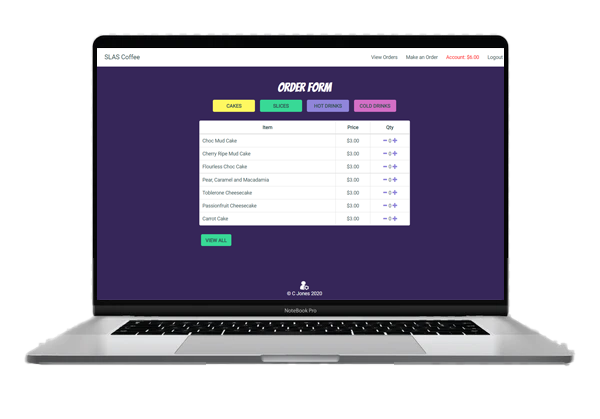 SLAS Coffee View Orders Make an Order Account: $6.00 Logout
ORDER FORM
CAKES SLICES HOT DRINKS COLD DRINKS
Item Price Qty
Choc Mud Cake $3.00 - 0 +
Cherry Ripe Mud Cake $3.00 - 0 +
Flourless Choc Cake $3.00 - 0 +
Pear, Caramel and Macadamia $3.00 - 0 +
Toblerone Cheesecake $3.00 - 0 +
Passionfruit Cheesecake $3.00 - 0 +
Carrot Cake $3.00 - 0 +
VIEW ALL
© C Jones 2020
NoteBook Pro